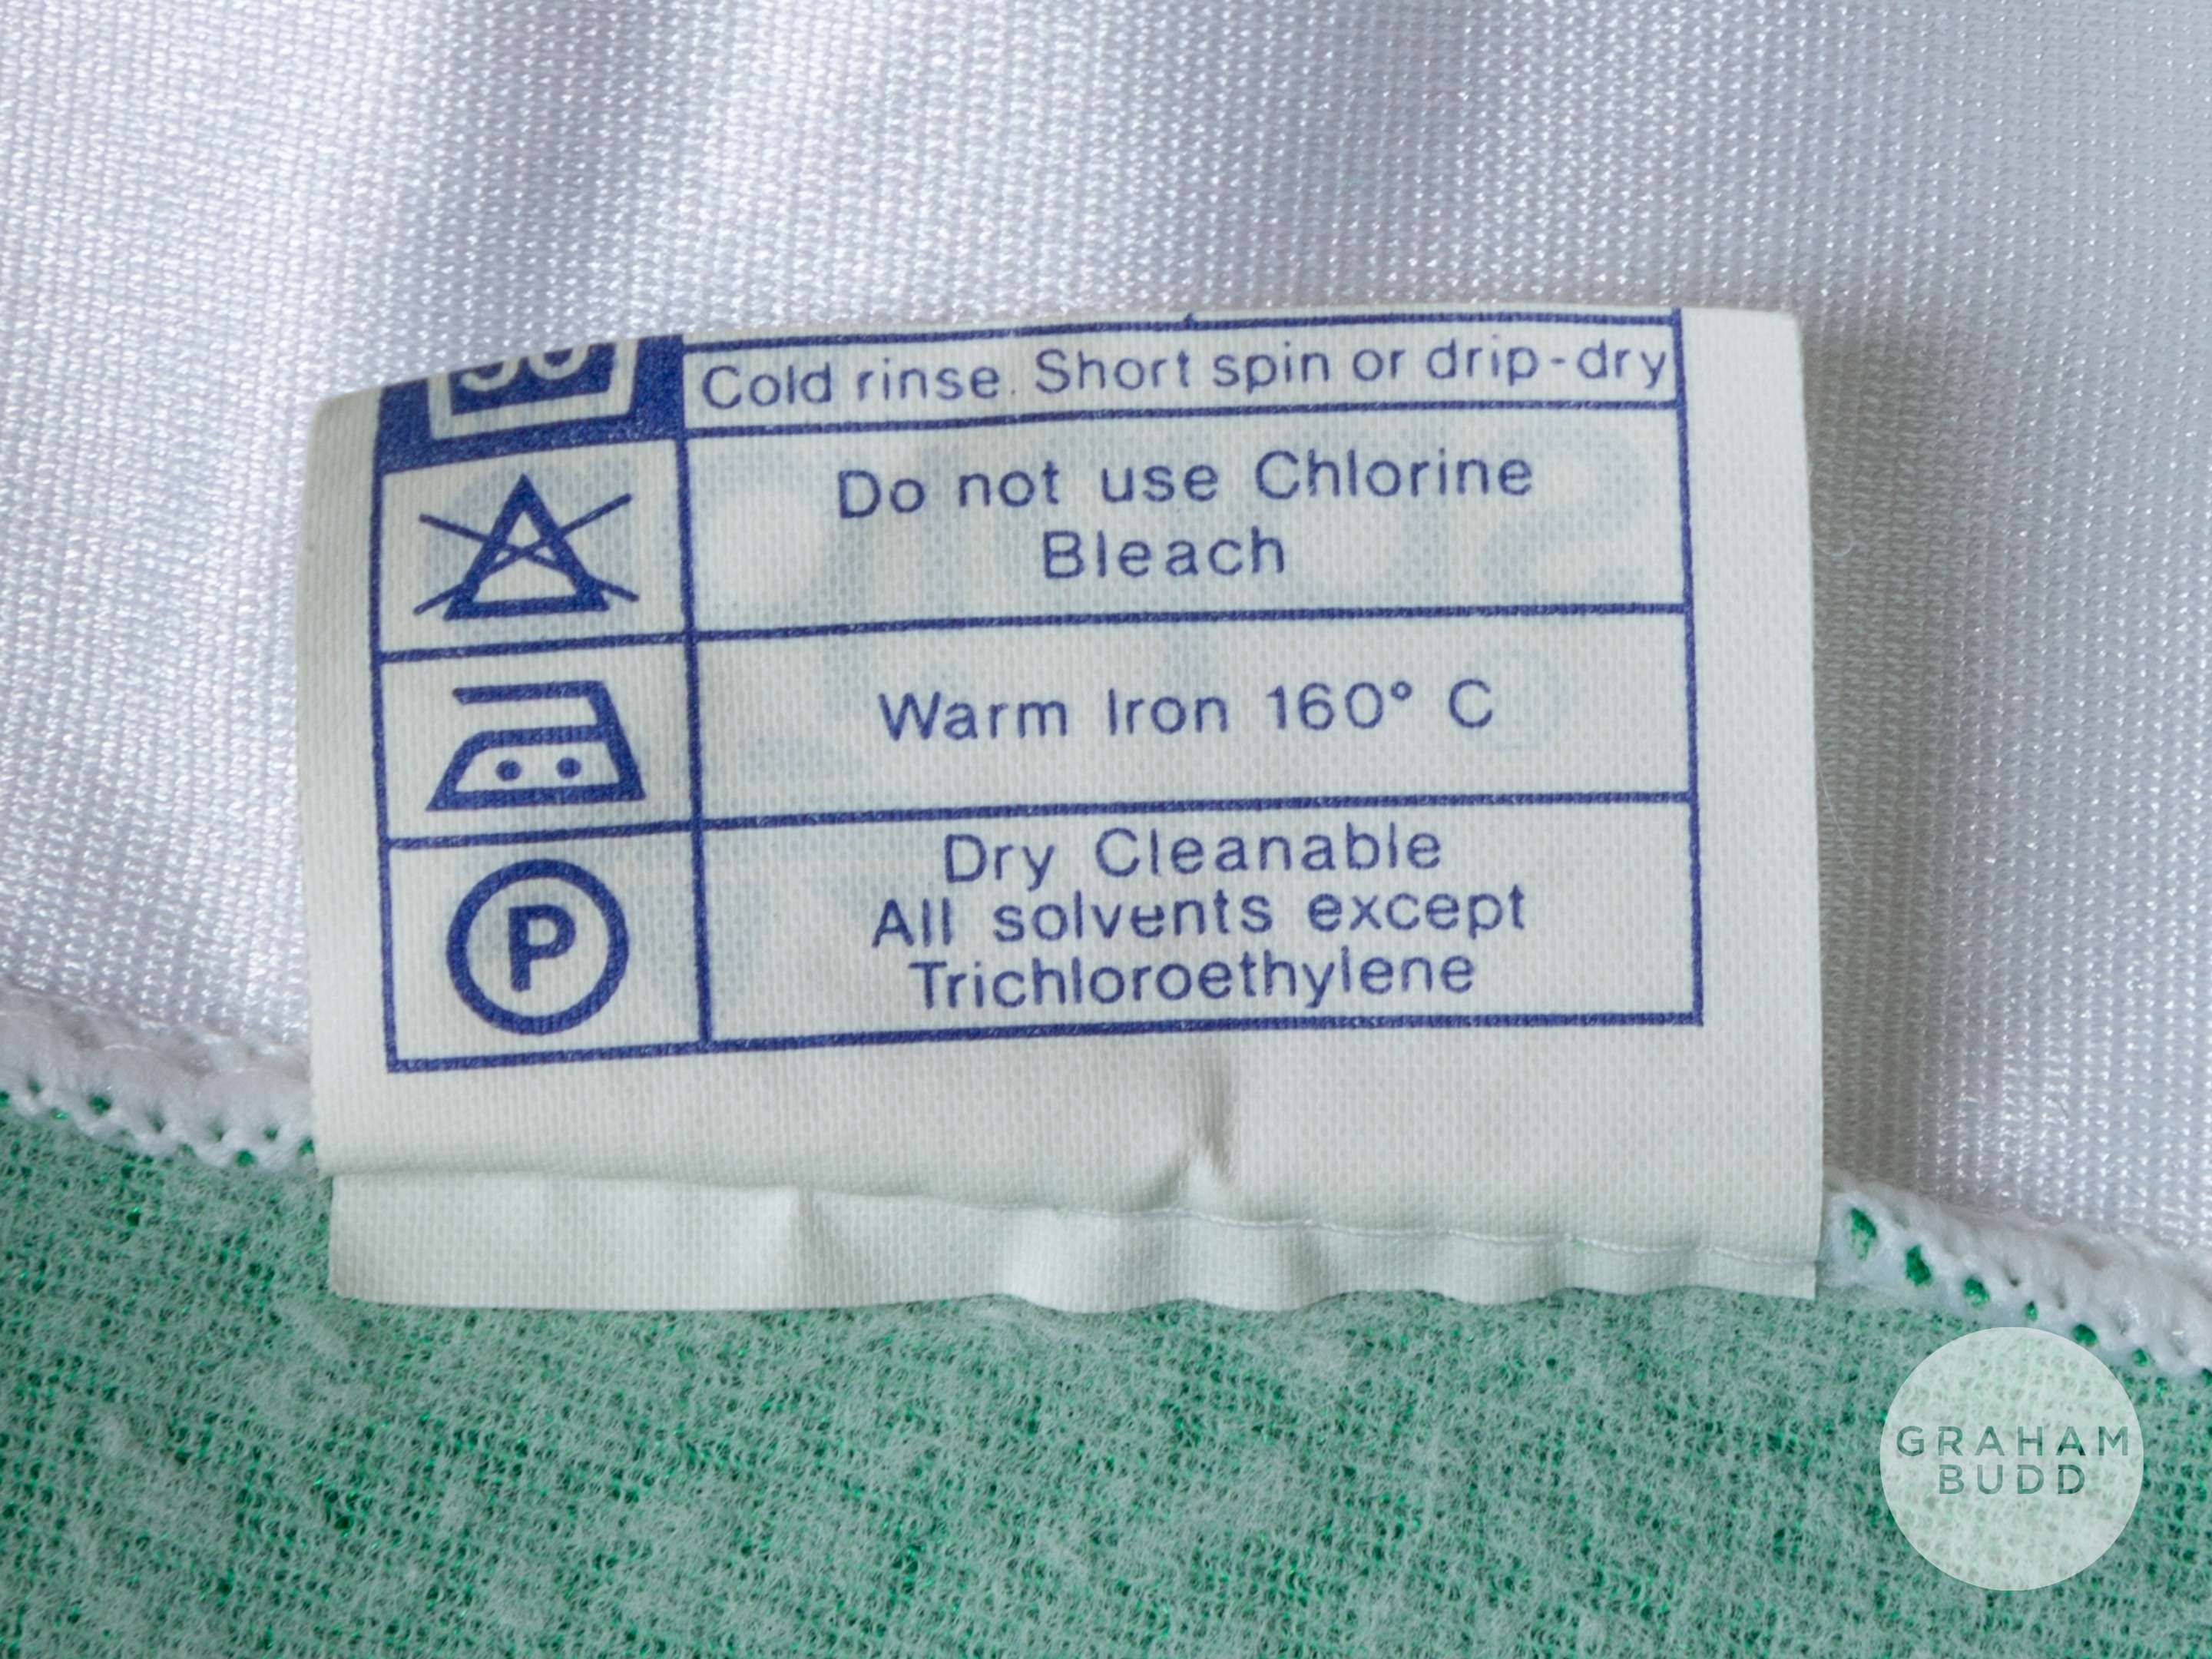 Cold rinse. Short spin or drip-dry
Do not use Chlorine
Bleach
Warm Iron 160° C
P
Dry Cleanable
All solvents except
Trichloroethylene
GRAHAM
BUDD